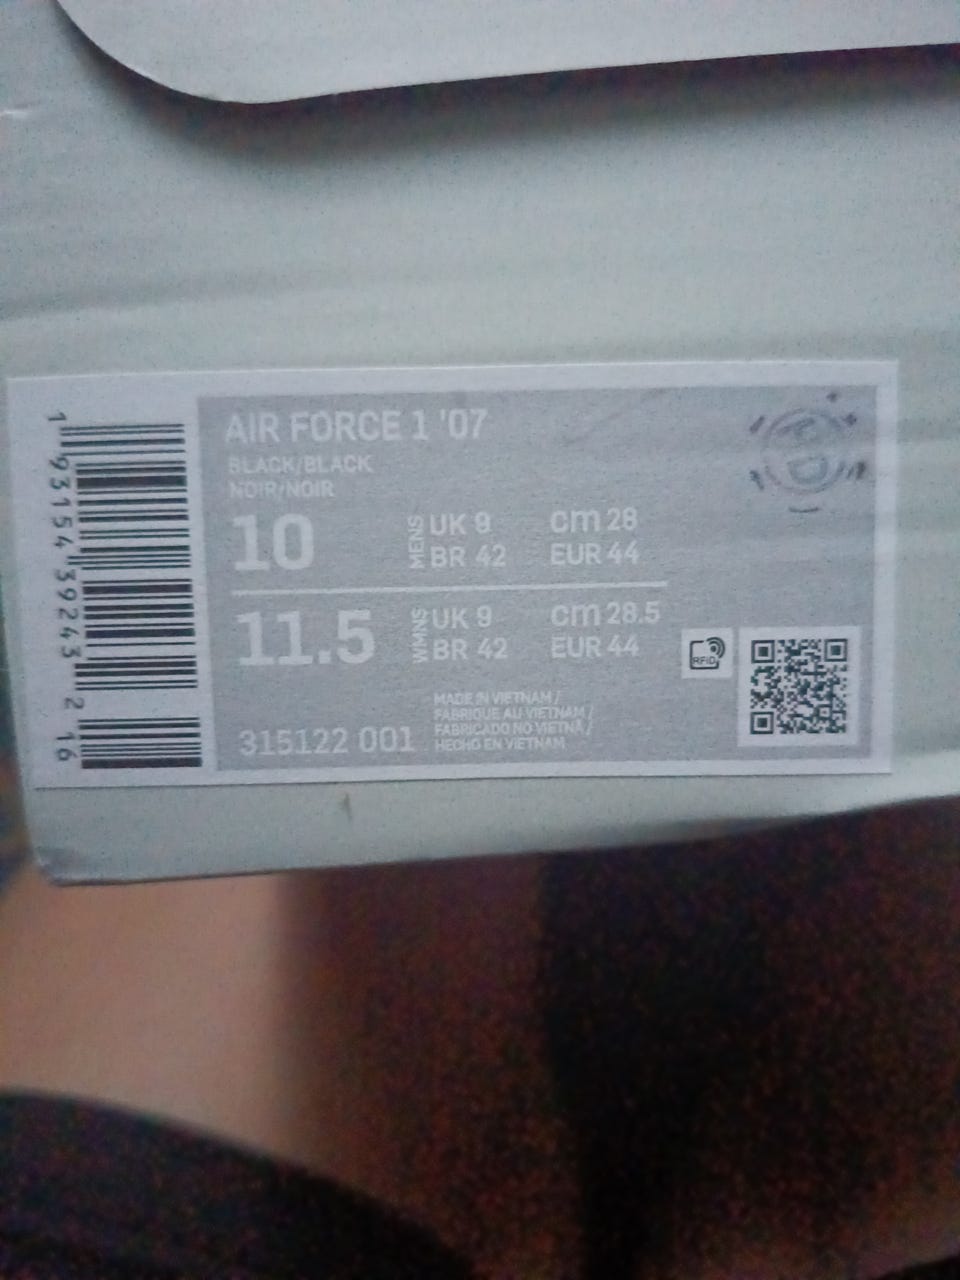 AIR FORCE 1 '07
BLACK/BLACK
NOIR/NOIR
10 MENS UK 9 cm 28
BR 42 EUR 44
11.5 WMNS UK 9 cm 28.5
BR 42 EUR 44
RFID
MADE IN VIETNAM /
FABRIQUE AU VIETNAM /
FABRICADO NO VIETNÃ /
HECHO EN VIETNAM
315122 001
1 93154 39243 2 16